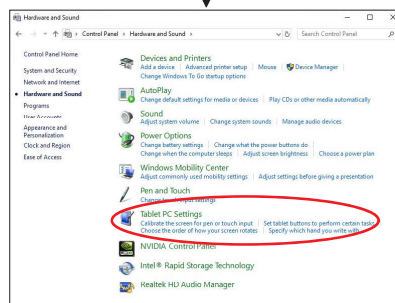 Hardware and Sound
Control Panel > Hardware and Sound
Search Control Panel
Control Panel Home
System and Security
Network and Internet
Hardware and Sound
Programs
User Accounts
Appearance and
Personalization
Clock and Region
Ease of Access
Devices and Printers
Add a device Advanced printer setup Mouse Device Manager
Change Windows To Go startup options
AutoPlay
Change default settings for media or devices Play CDs or other media automatically
Sound
Adjust system volume Change system sounds Manage audio devices
Power Options
Change battery settings Change what the power buttons do
Change when the computer sleeps Adjust screen brightness Choose a power plan
Windows Mobility Center
Adjust commonly used mobility settings Adjust settings before giving a presentation
Pen and Touch
Change touch input settings
Tablet PC Settings
Calibrate the screen for pen or touch input Set tablet buttons to perform certain tasks
Choose the order of how your screen rotates Specify which hand you write with
NVIDIA Control Panel
Intel® Rapid Storage Technology
Realtek HD Audio Manager